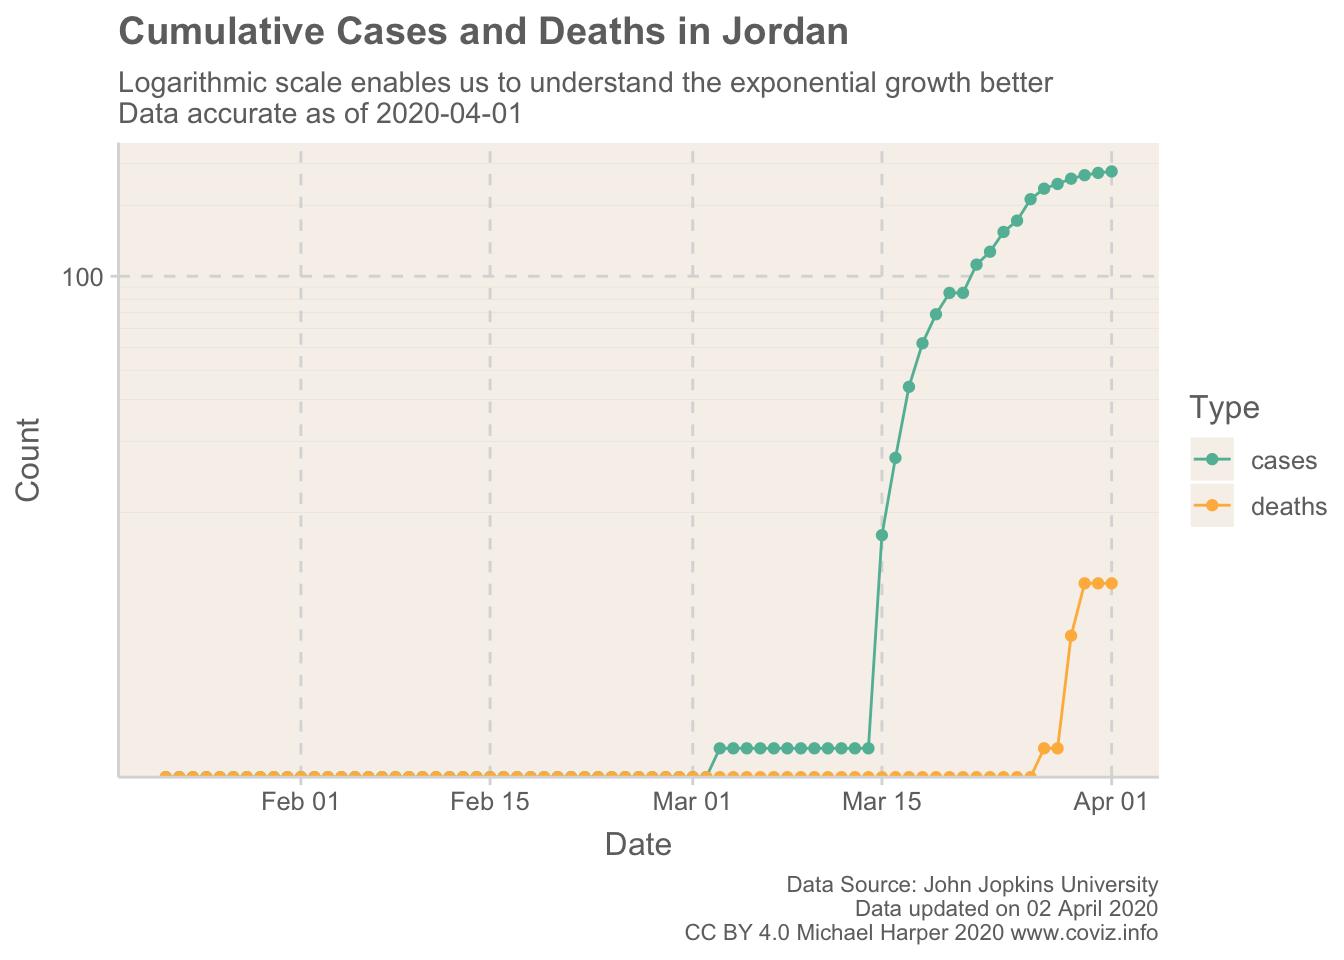 Cumulative Cases and Deaths in Jordan
Logarithmic scale enables us to understand the exponential growth better
Data accurate as of 2020-04-01
100
Count
Type
cases
deaths
Feb 01
Feb 15
Mar 01
Mar 15
Apr 01
Date
Data Source: John Jopkins University
Data updated on 02 April 2020
CC BY 4.0 Michael Harper 2020 www.coviz.info